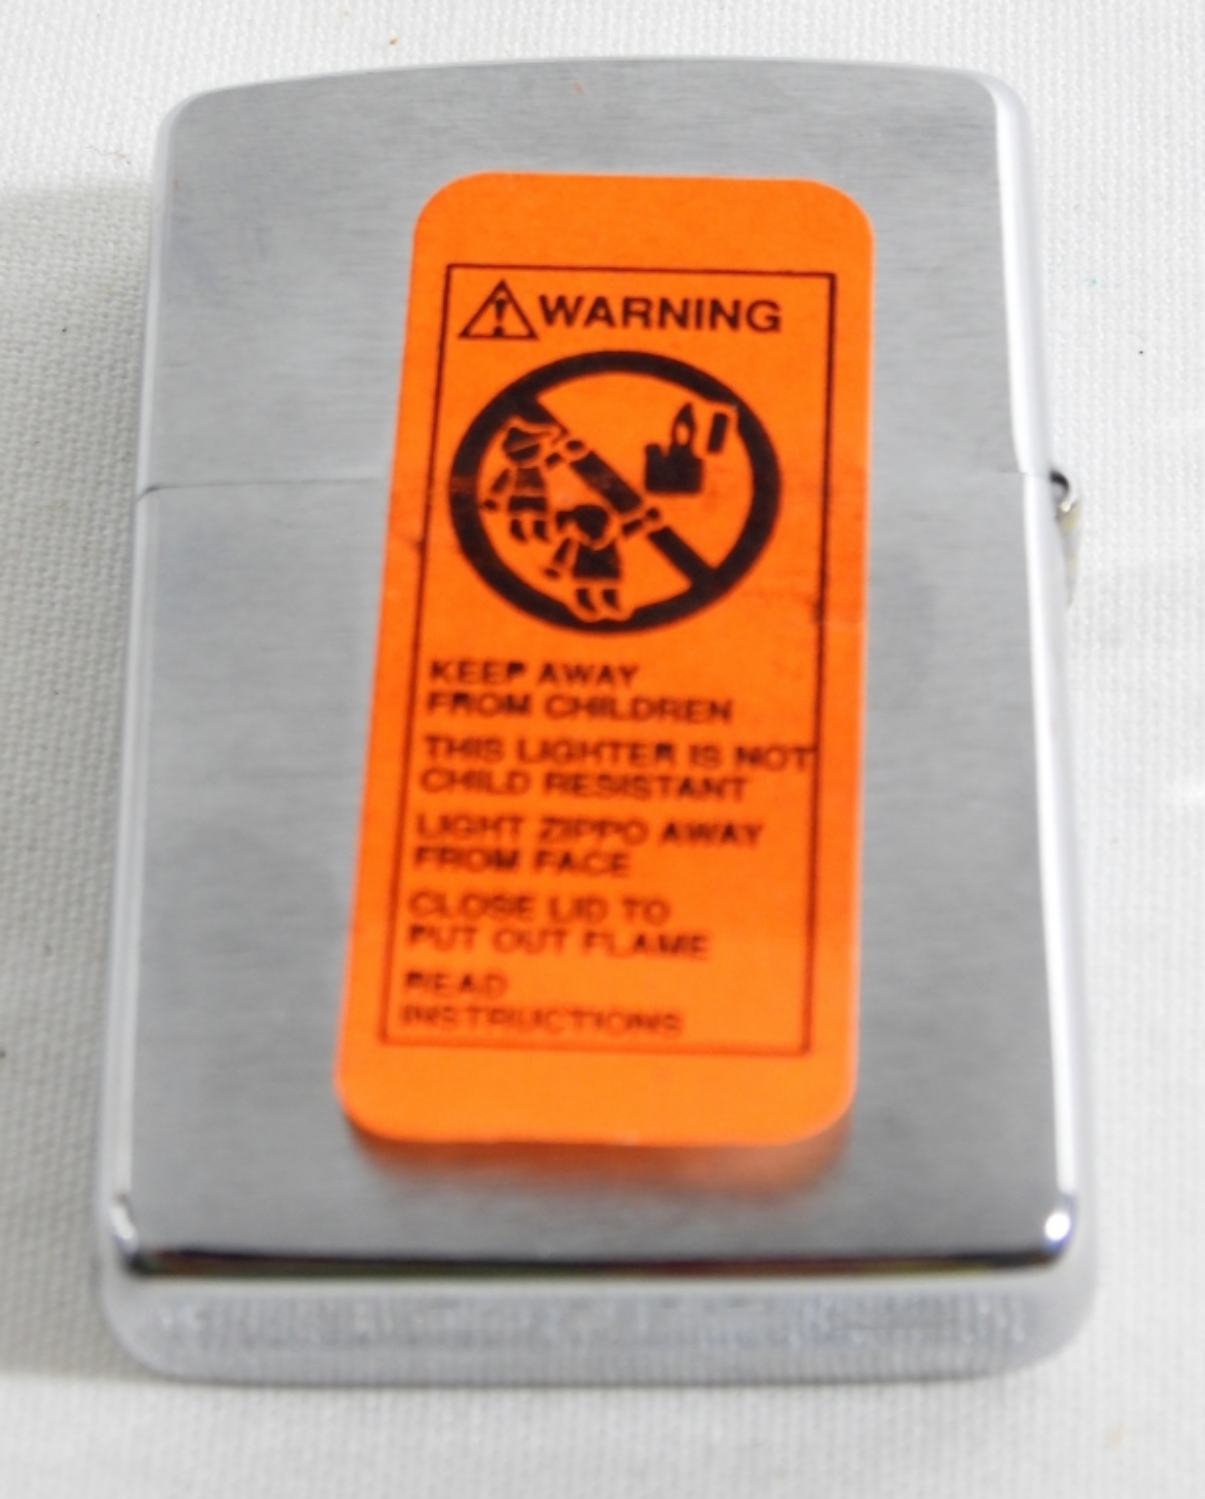 WARNING
KEEP AWAY
FROM CHILDREN
THIS LIGHTER IS NOT
CHILD RESISTANT
LIGHT ZIPPO AWAY
FROM FACE
CLOSE LID TO
PUT OUT FLAME
READ
INSTRUCTIONS